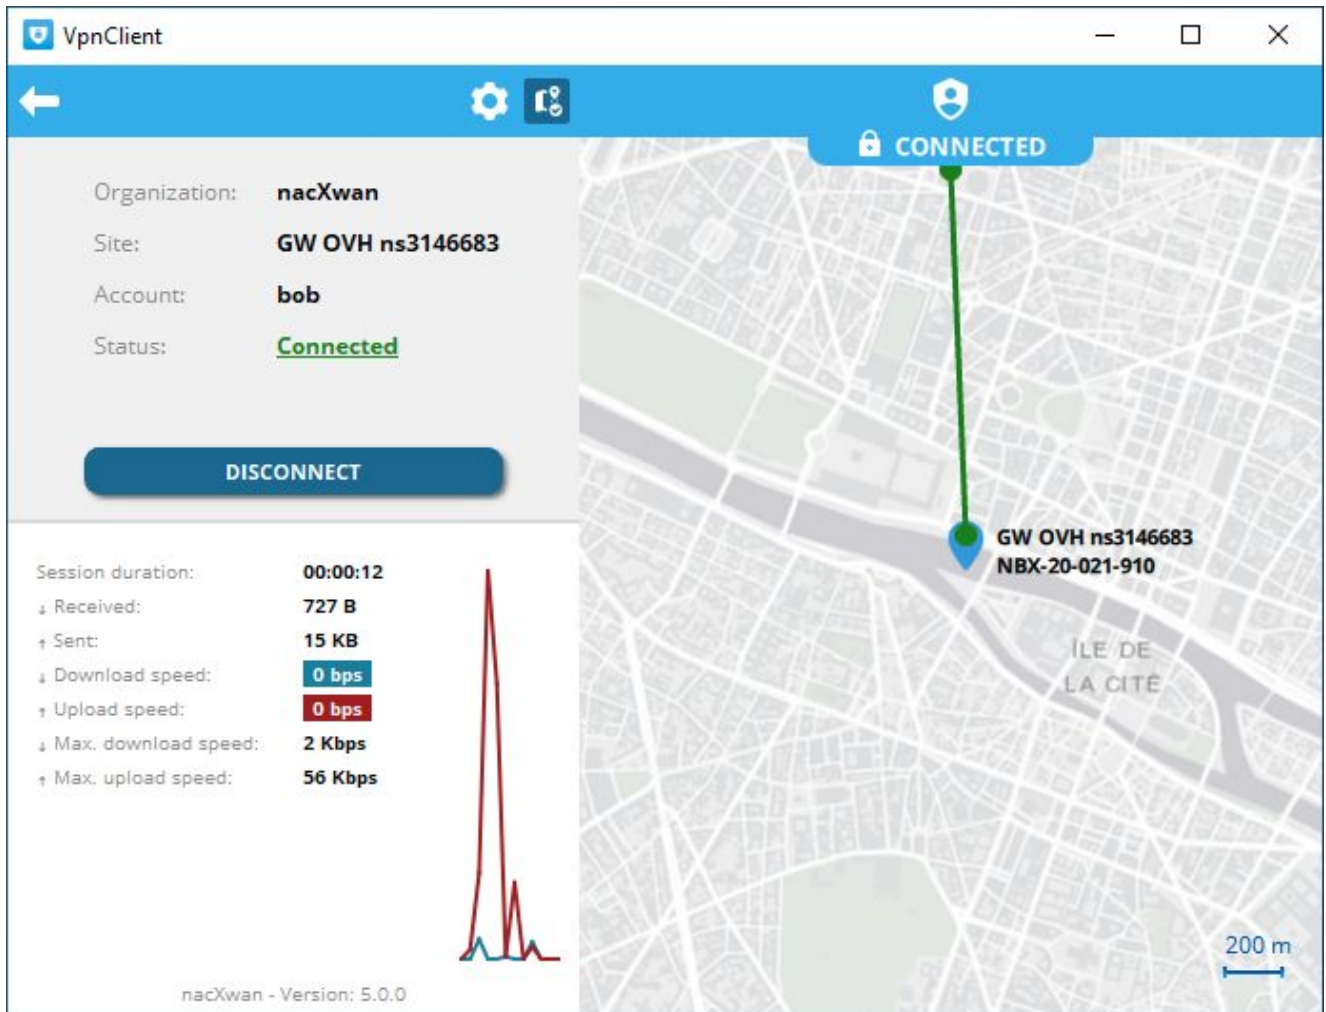 VpnClient
CONNECTED
Organization: nacXwan
Site: GW OVH ns3146683
Account: bob
Status: Connected
DISCONNECT
Session duration: 00:00:12
↓ Received: 727 B
↑ Sent: 15 KB
↓ Download speed: 0 bps
↑ Upload speed: 0 bps
↓ Max. download speed: 2 Kbps
↑ Max. upload speed: 56 Kbps
nacXwan - Version: 5.0.0
GW OVH ns3146683
NBX-20-021-910
ÎLE DE
LA CITÉ
200 m